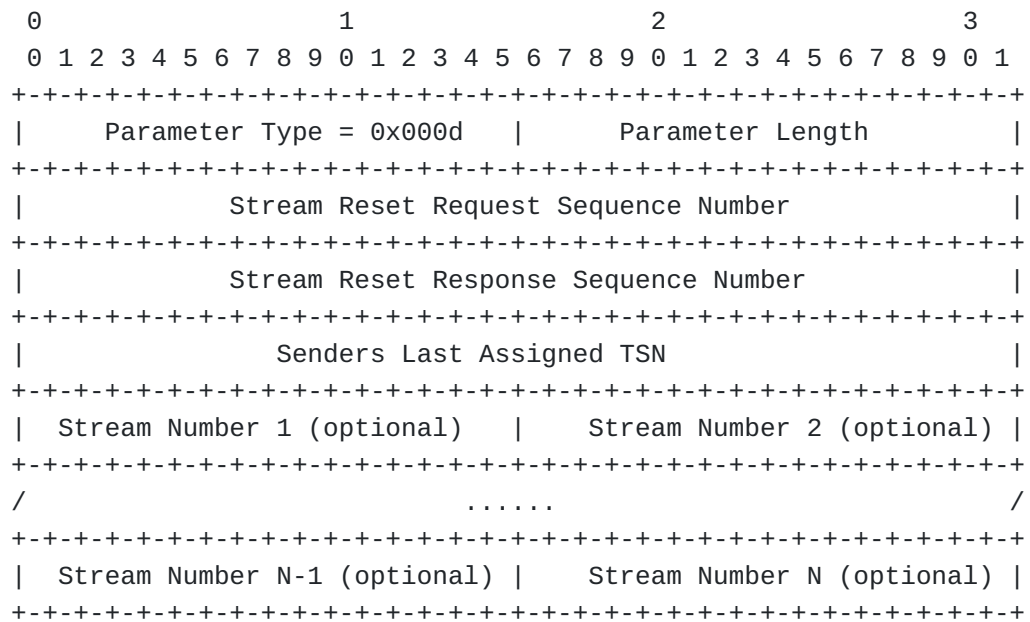 0                   1                   2                   3
 0 1 2 3 4 5 6 7 8 9 0 1 2 3 4 5 6 7 8 9 0 1 2 3 4 5 6 7 8 9 0 1
+-+-+-+-+-+-+-+-+-+-+-+-+-+-+-+-+-+-+-+-+-+-+-+-+-+-+-+-+-+-+-+-+
|     Parameter Type = 0x000d   |      Parameter Length         |
+-+-+-+-+-+-+-+-+-+-+-+-+-+-+-+-+-+-+-+-+-+-+-+-+-+-+-+-+-+-+-+-+
|             Stream Reset Request Sequence Number              |
+-+-+-+-+-+-+-+-+-+-+-+-+-+-+-+-+-+-+-+-+-+-+-+-+-+-+-+-+-+-+-+-+
|             Stream Reset Response Sequence Number             |
+-+-+-+-+-+-+-+-+-+-+-+-+-+-+-+-+-+-+-+-+-+-+-+-+-+-+-+-+-+-+-+-+
|                Senders Last Assigned TSN                      |
+-+-+-+-+-+-+-+-+-+-+-+-+-+-+-+-+-+-+-+-+-+-+-+-+-+-+-+-+-+-+-+-+
|  Stream Number 1 (optional)   |    Stream Number 2 (optional) |
+-+-+-+-+-+-+-+-+-+-+-+-+-+-+-+-+-+-+-+-+-+-+-+-+-+-+-+-+-+-+-+-+
/                            ......                             /
+-+-+-+-+-+-+-+-+-+-+-+-+-+-+-+-+-+-+-+-+-+-+-+-+-+-+-+-+-+-+-+-+
|  Stream Number N-1 (optional) |    Stream Number N (optional) |
+-+-+-+-+-+-+-+-+-+-+-+-+-+-+-+-+-+-+-+-+-+-+-+-+-+-+-+-+-+-+-+-+